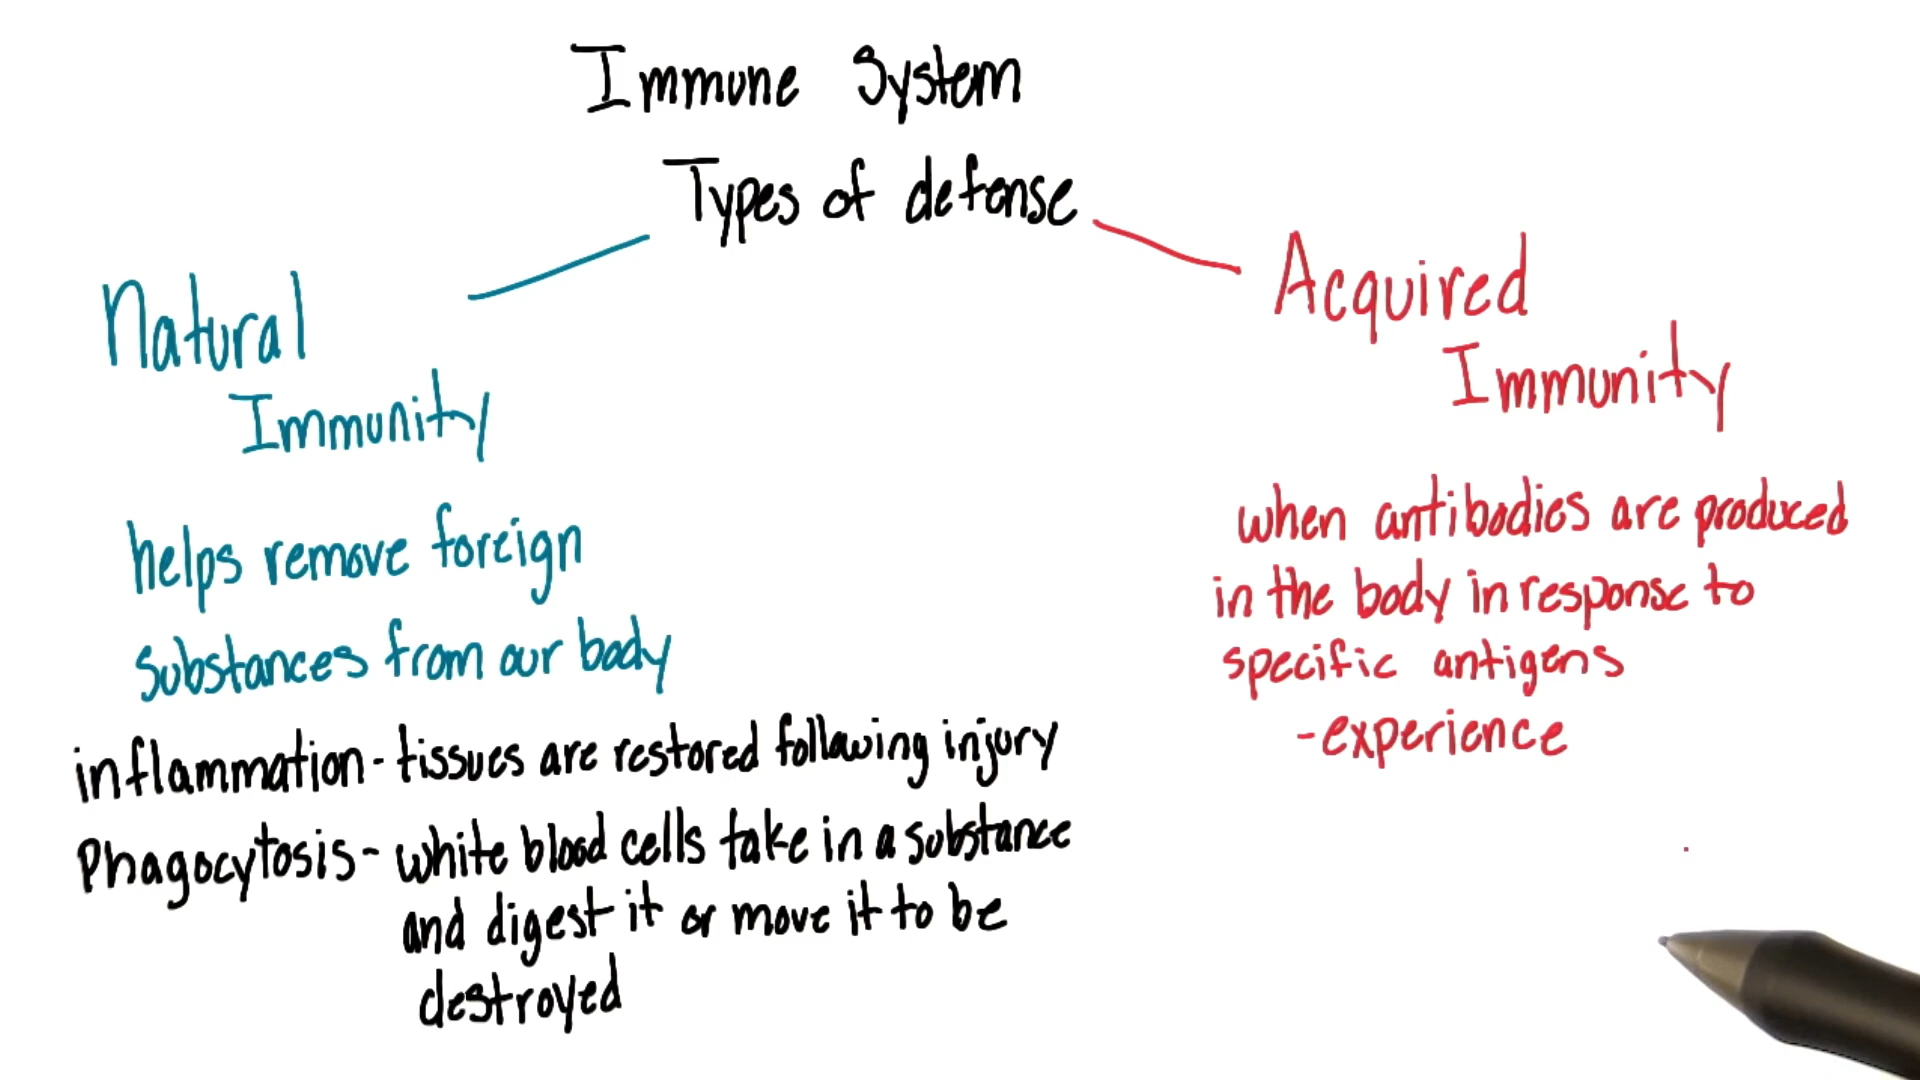 Immune System
Types of defense
Natural
Immunity
helps remove foreign
substances from our body
inflammation - tissues are restored following injury
Phagocytosis - white blood cells take in a substance
and digest it or move it to be
destroyed
Acquired
Immunity
when antibodies are produced
in the body in response to
specific antigens
- experience